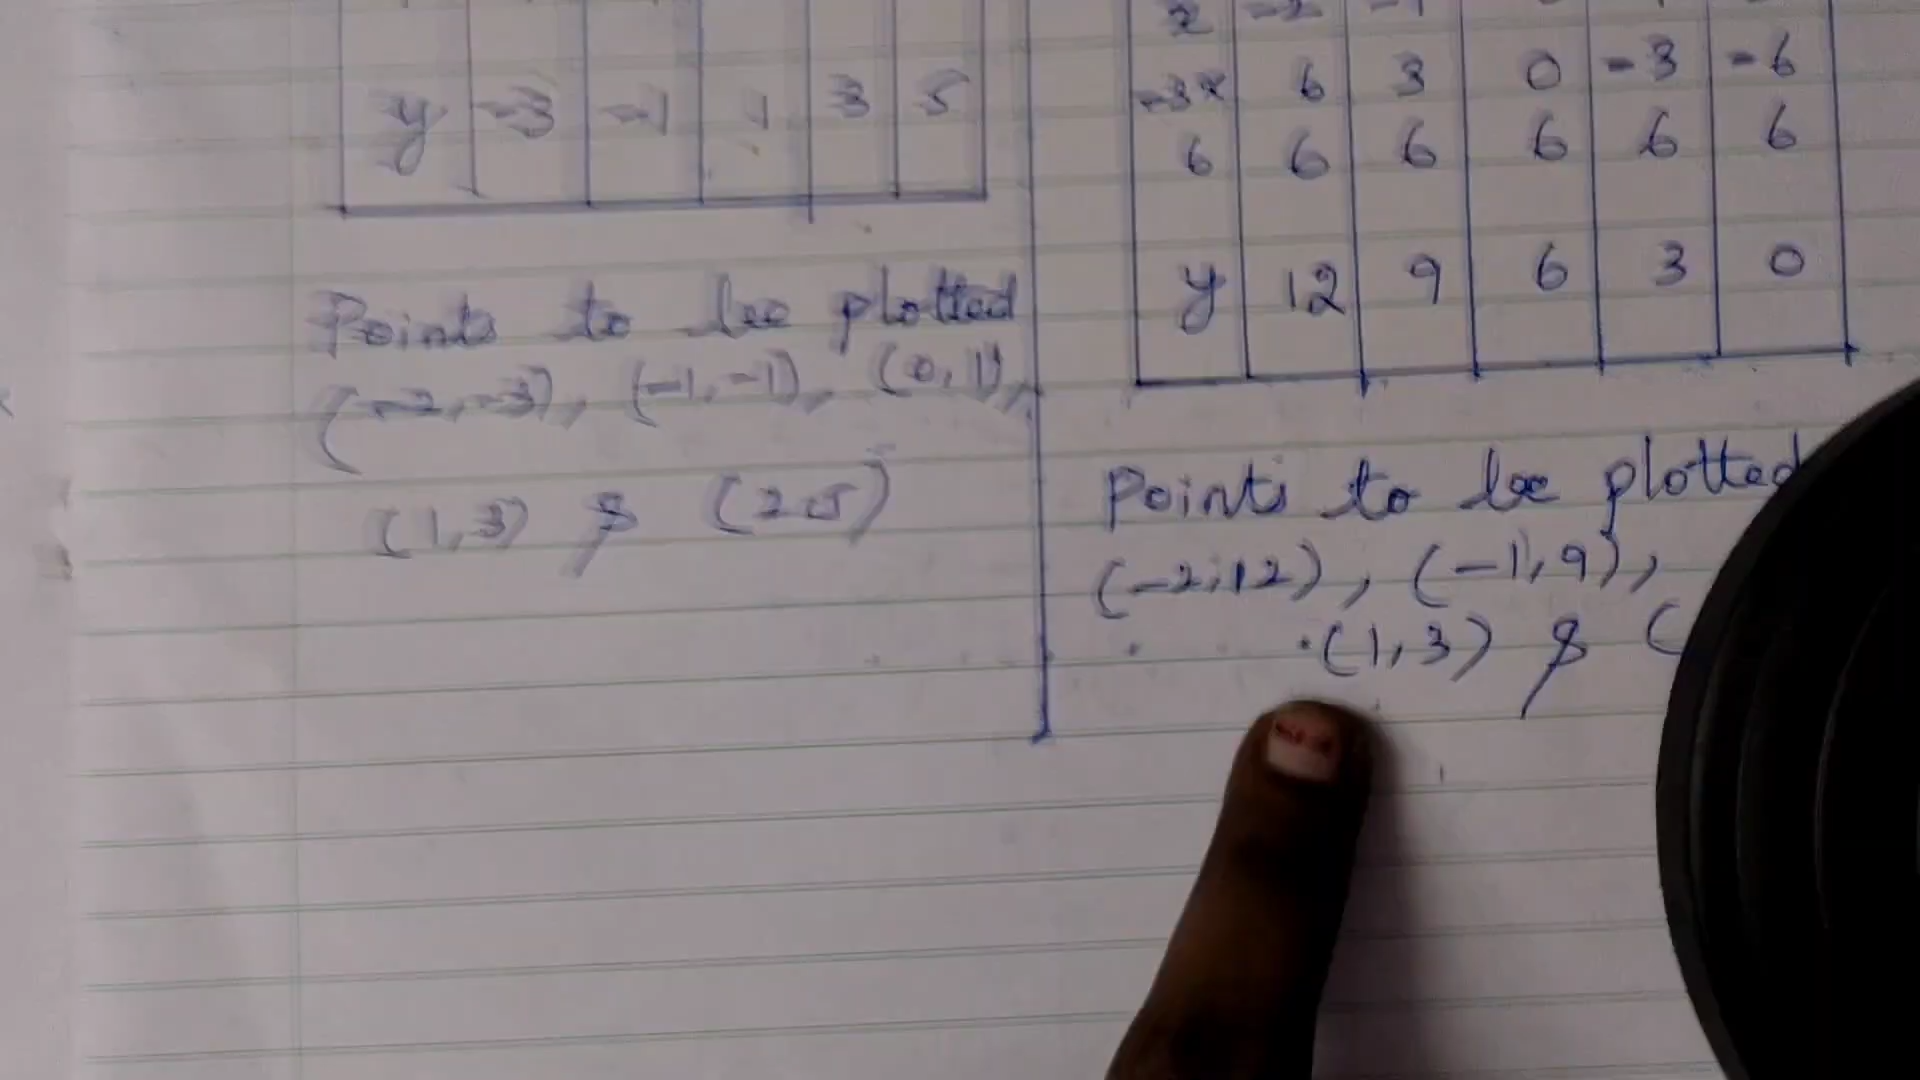 y -3 -1 1 3 5
Points to be plotted
(-2,-3), (-1,-1), (0,1),
(1,3) & (2 5)
x -2 -1
-3x 6 3 0 -3 -6
6 6 6 6 6 6
y 12 9 6 3 0
Points to be plotted
(-2,12), (-1,9),
(1,3) & (